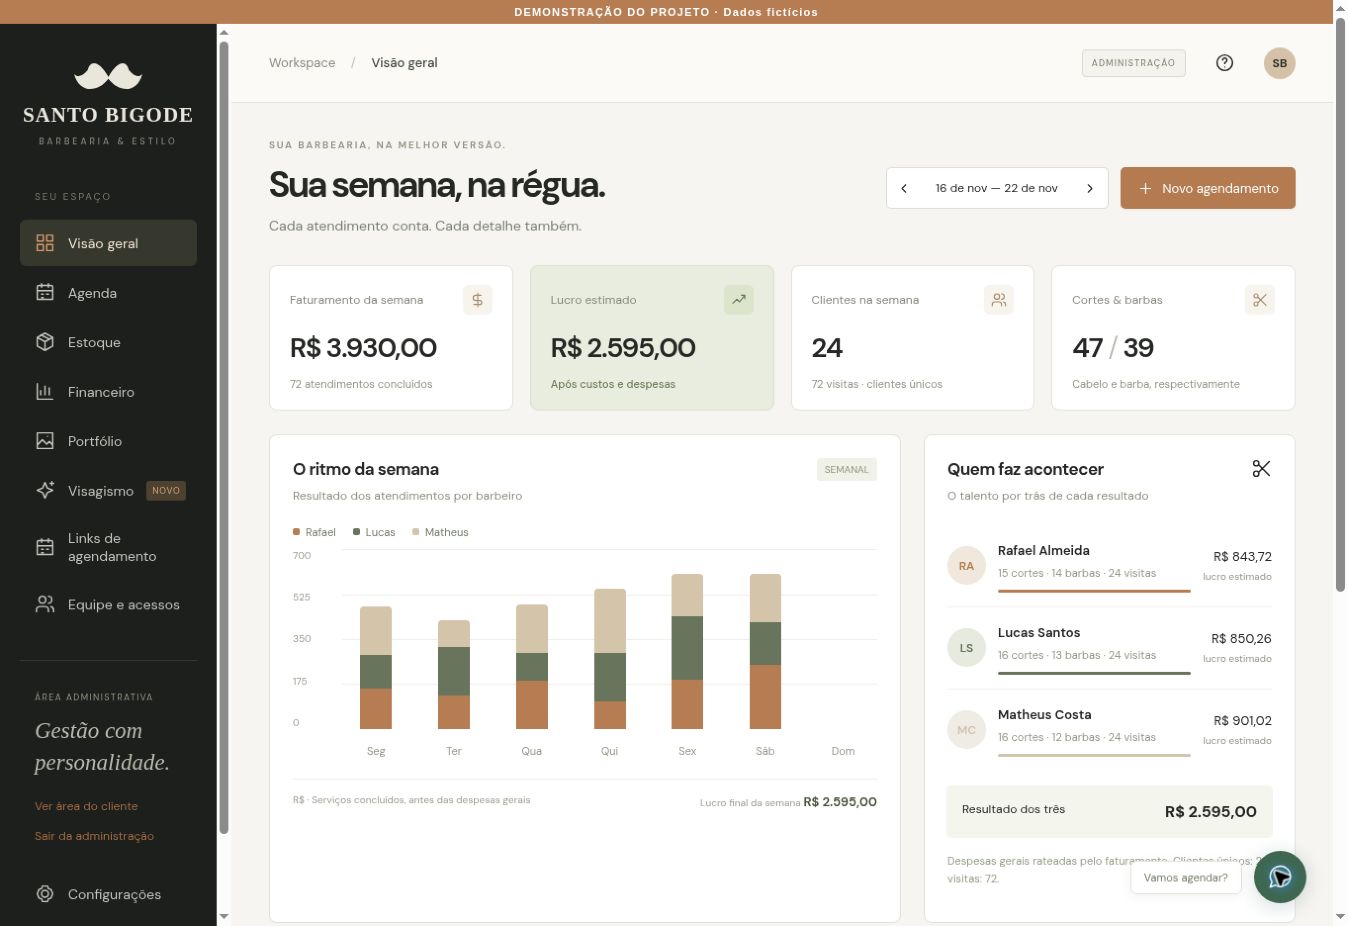 DEMONSTRAÇÃO DO PROJETO · Dados fictícios
SANTO BIGODE
BARBEARIA & ESTILO
SEU ESPAÇO
Visão geral
Agenda
Estoque
Financeiro
Portfólio
Visagismo NOVO
Links de
agendamento
Equipe e acessos
ÁREA ADMINISTRATIVA
Gestão com
personalidade.
Ver área do cliente
Sair da administração
Configurações
Workspace / Visão geral
ADMINISTRAÇÃO
SB
SUA BARBEARIA, NA MELHOR VERSÃO.
Sua semana, na régua.
Cada atendimento conta. Cada detalhe também.
16 de nov — 22 de nov
Novo agendamento
Faturamento da semana
R$ 3.930,00
72 atendimentos concluídos
Lucro estimado
R$ 2.595,00
Após custos e despesas
Clientes na semana
24
72 visitas · clientes únicos
Cortes & barbas
47 / 39
Cabelo e barba, respectivamente
O ritmo da semana
SEMANAL
Resultado dos atendimentos por barbeiro
Rafael Lucas Matheus
700
525
350
175
0
Seg Ter Qua Qui Sex Sáb Dom
R$ · Serviços concluídos, antes das despesas gerais
Lucro final da semana R$ 2.595,00
Quem faz acontecer
O talento por trás de cada resultado
RA
Rafael Almeida
15 cortes · 14 barbas · 24 visitas
R$ 843,72
lucro estimado
LS
Lucas Santos
16 cortes · 13 barbas · 24 visitas
R$ 850,26
lucro estimado
MC
Matheus Costa
16 cortes · 12 barbas · 24 visitas
R$ 901,02
lucro estimado
Resultado dos três
R$ 2.595,00
Despesas gerais rateadas pelo faturamento. Clientes únicos:
visitas: 72.
Vamos agendar?